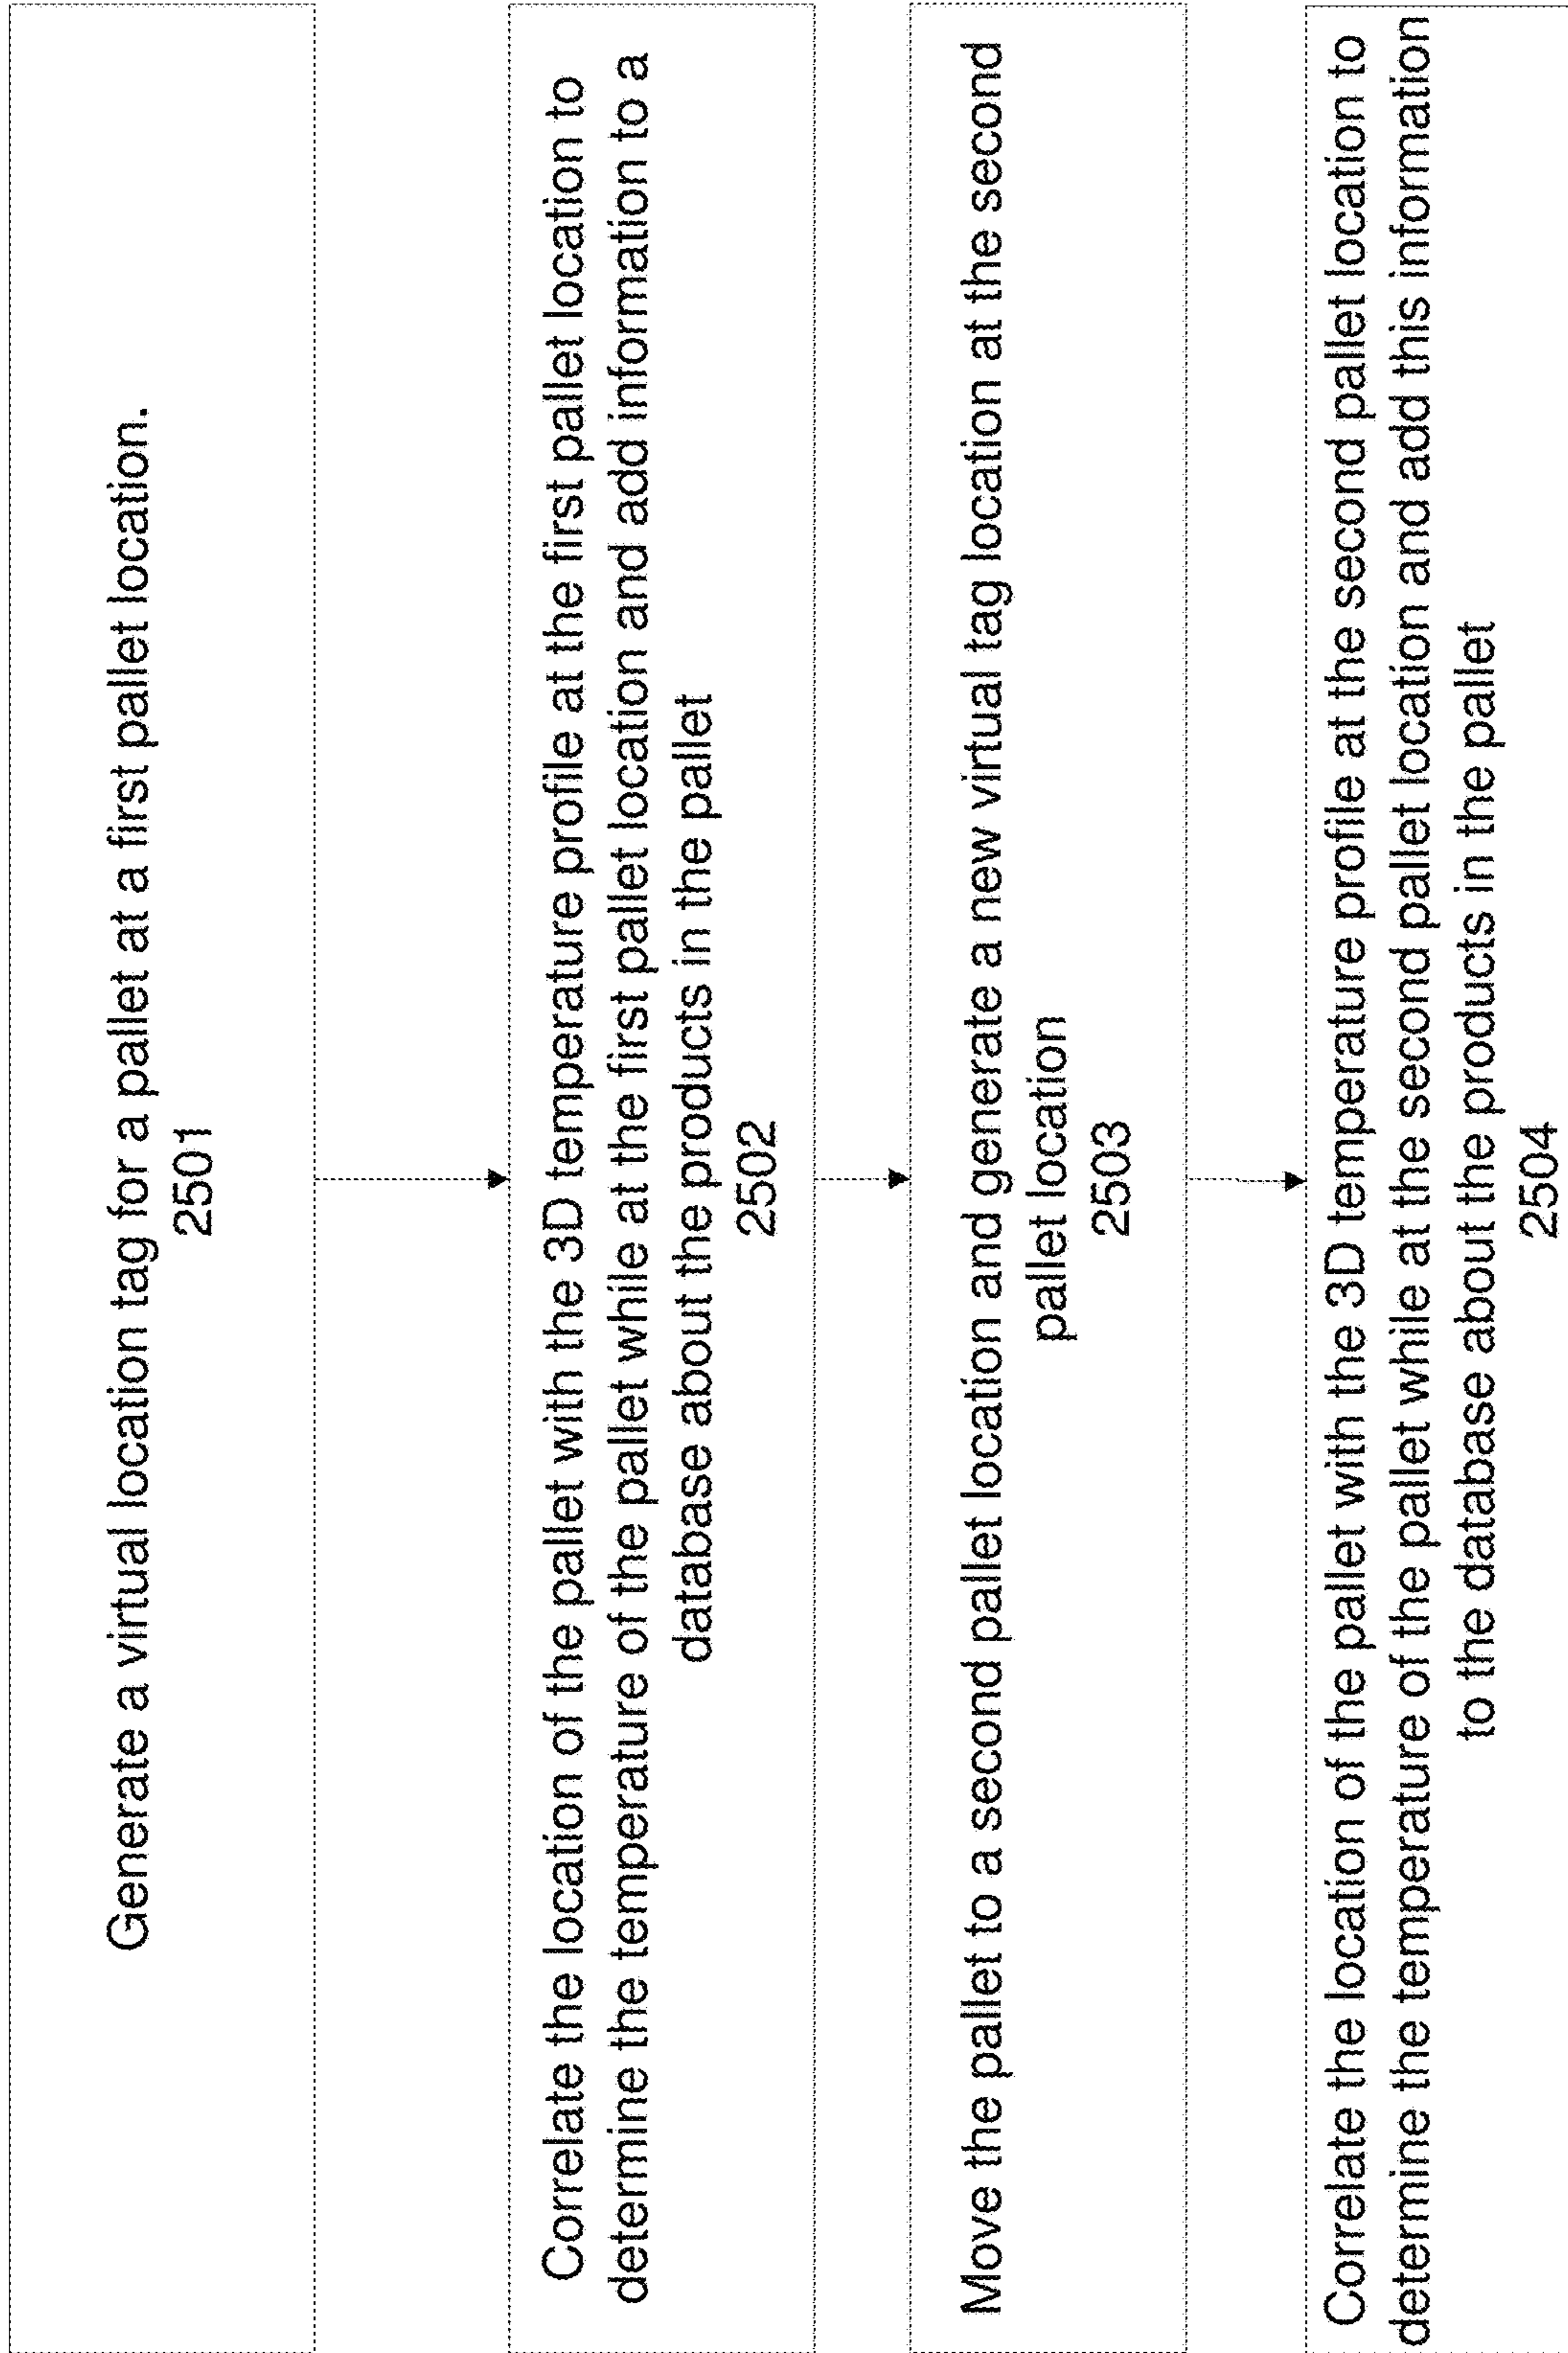 Generate a virtual location tag for a pallet at a first pallet location.
2501
Correlate the location of the pallet with the 3D temperature profile at the first pallet location to
determine the temperature of the pallet while at the first pallet location and add information to a
database about the products in the pallet
2502
Move the pallet to a second pallet location and generate a new virtual tag location at the second
pallet location
2503
Correlate the location of the pallet with the 3D temperature profile at the second pallet location to
determine the temperature of the pallet while at the second pallet location and add this information
to the database about the products in the pallet
2504